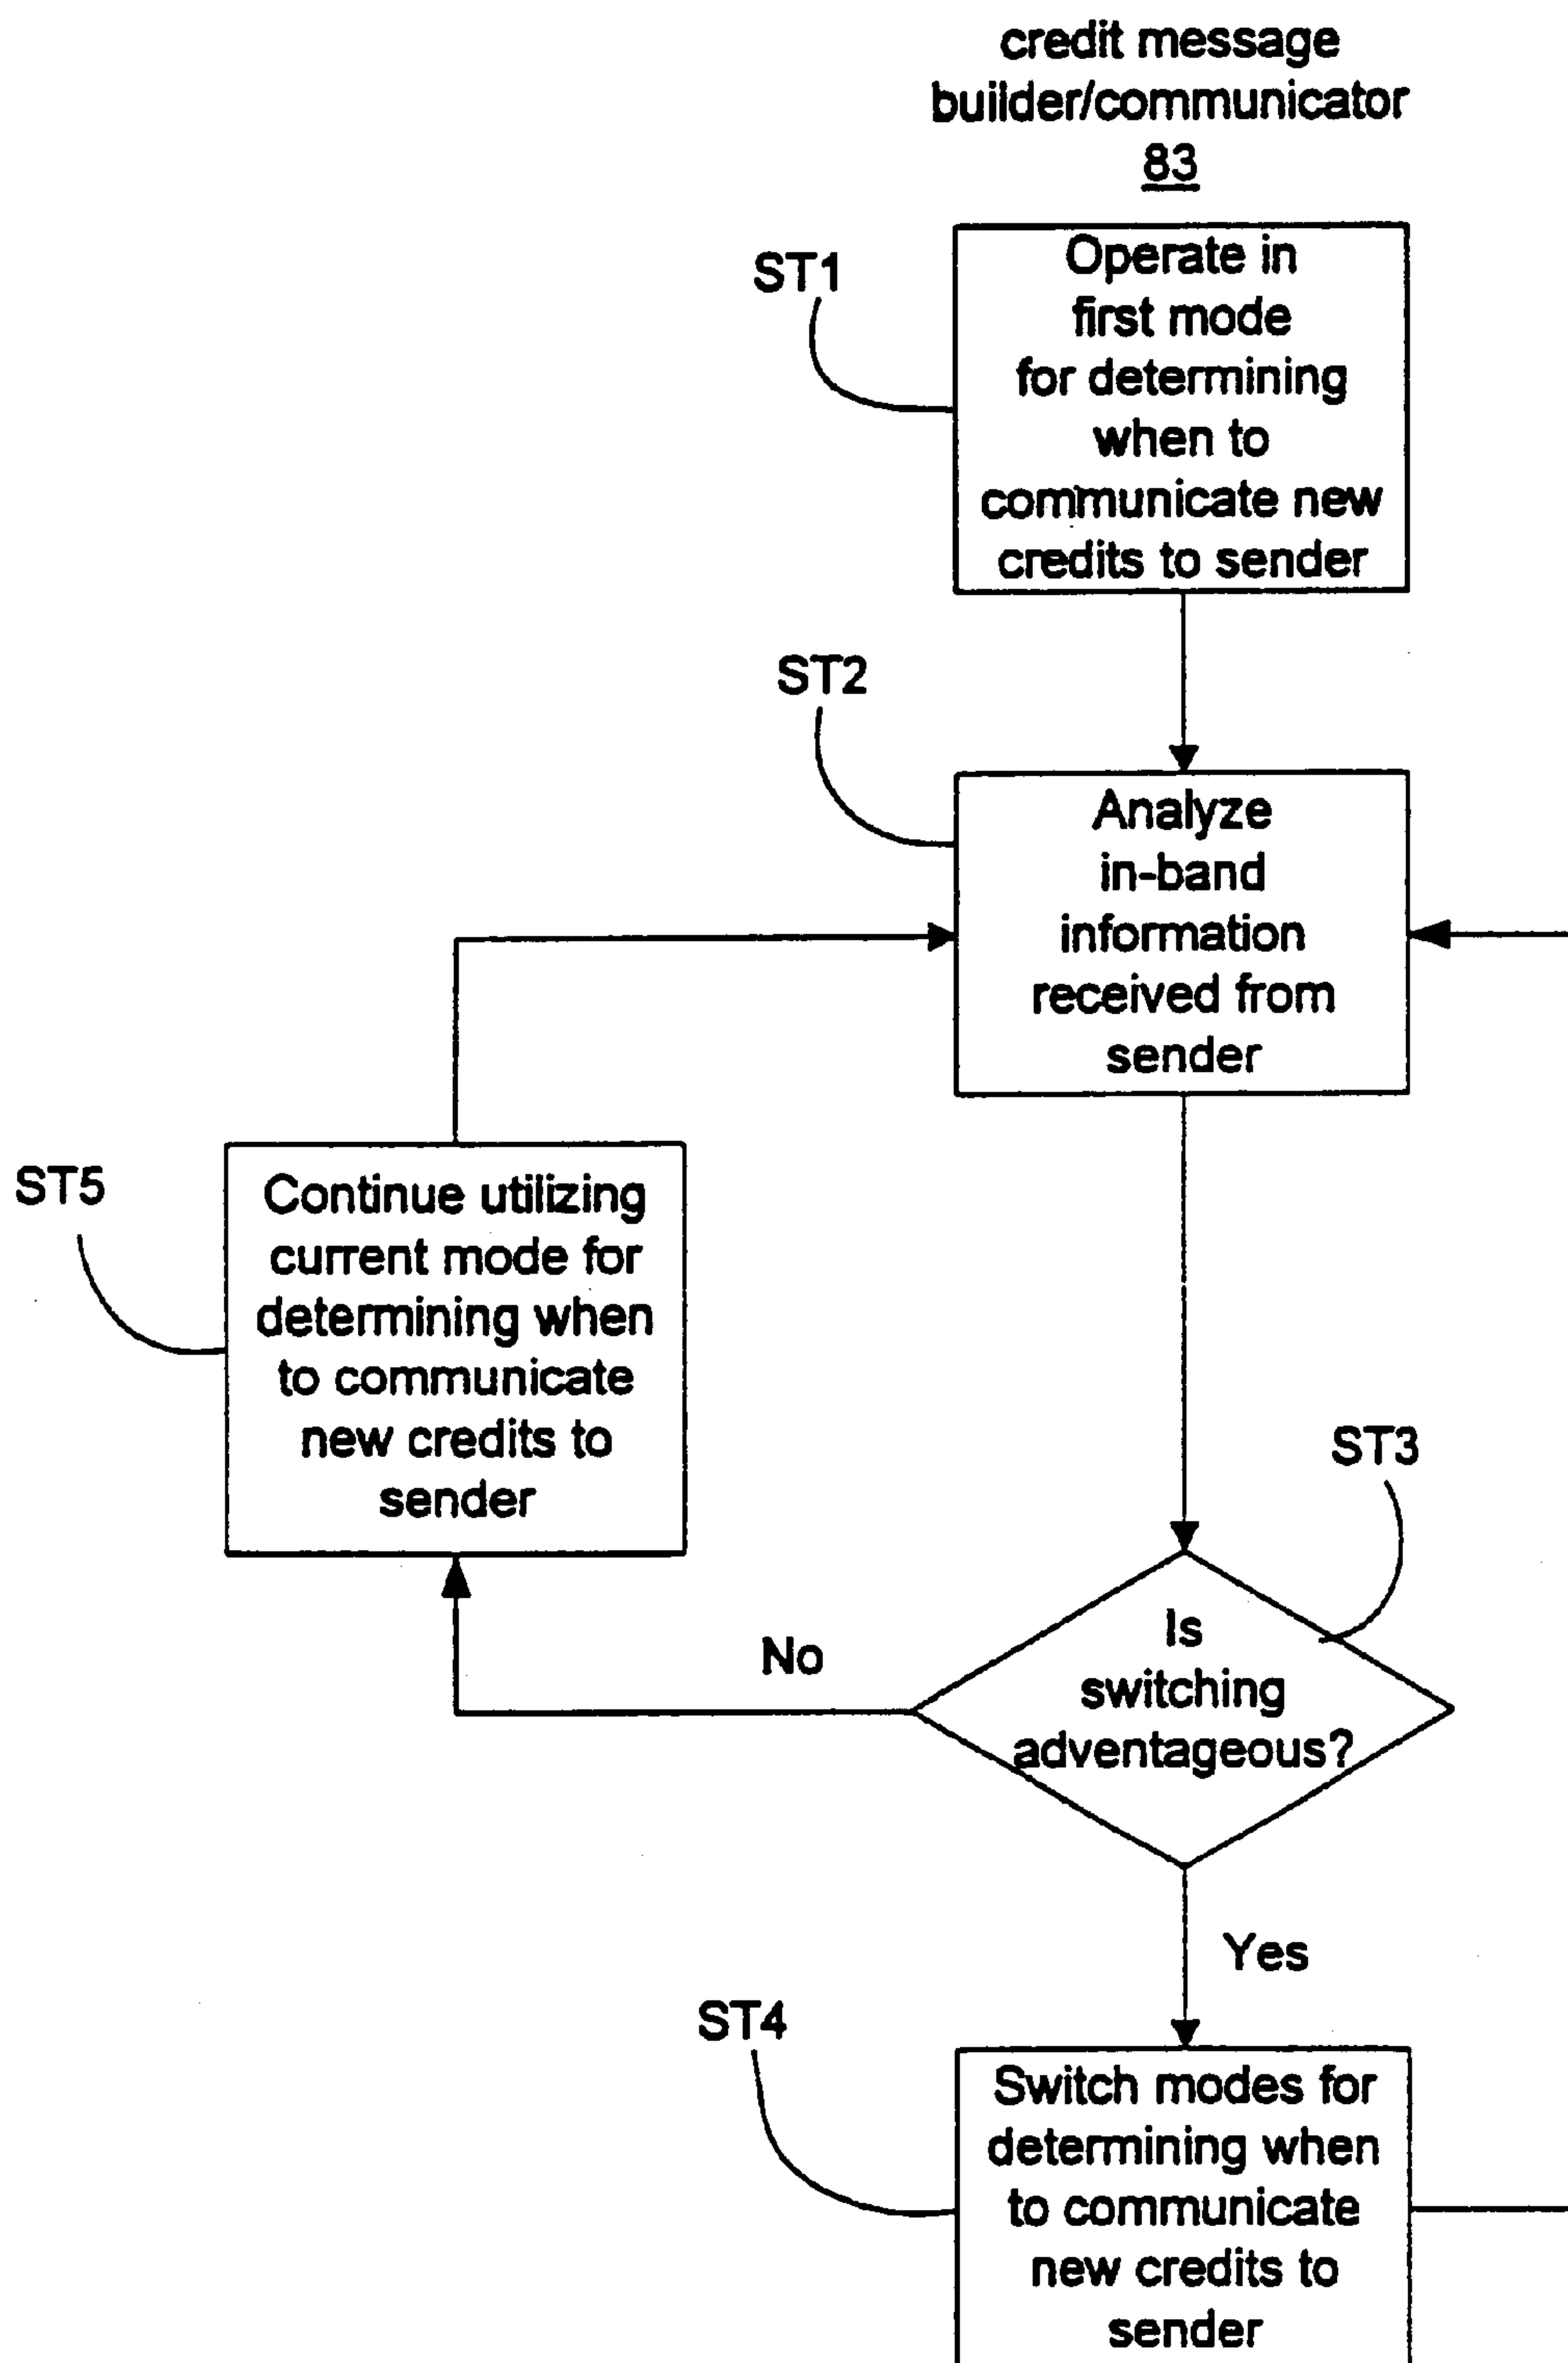 credit message
builder/communicator
83
ST1
Operate in
first mode
for determining
when to
communicate new
credits to sender
ST2
Analyze
in-band
information
received from
sender
ST5
Continue utilizing
current mode for
determining when
to communicate
new credits to
sender
ST3
Is
switching
adventageous?
No
Yes
ST4
Switch modes for
determining when
to communicate
new credits to
sender